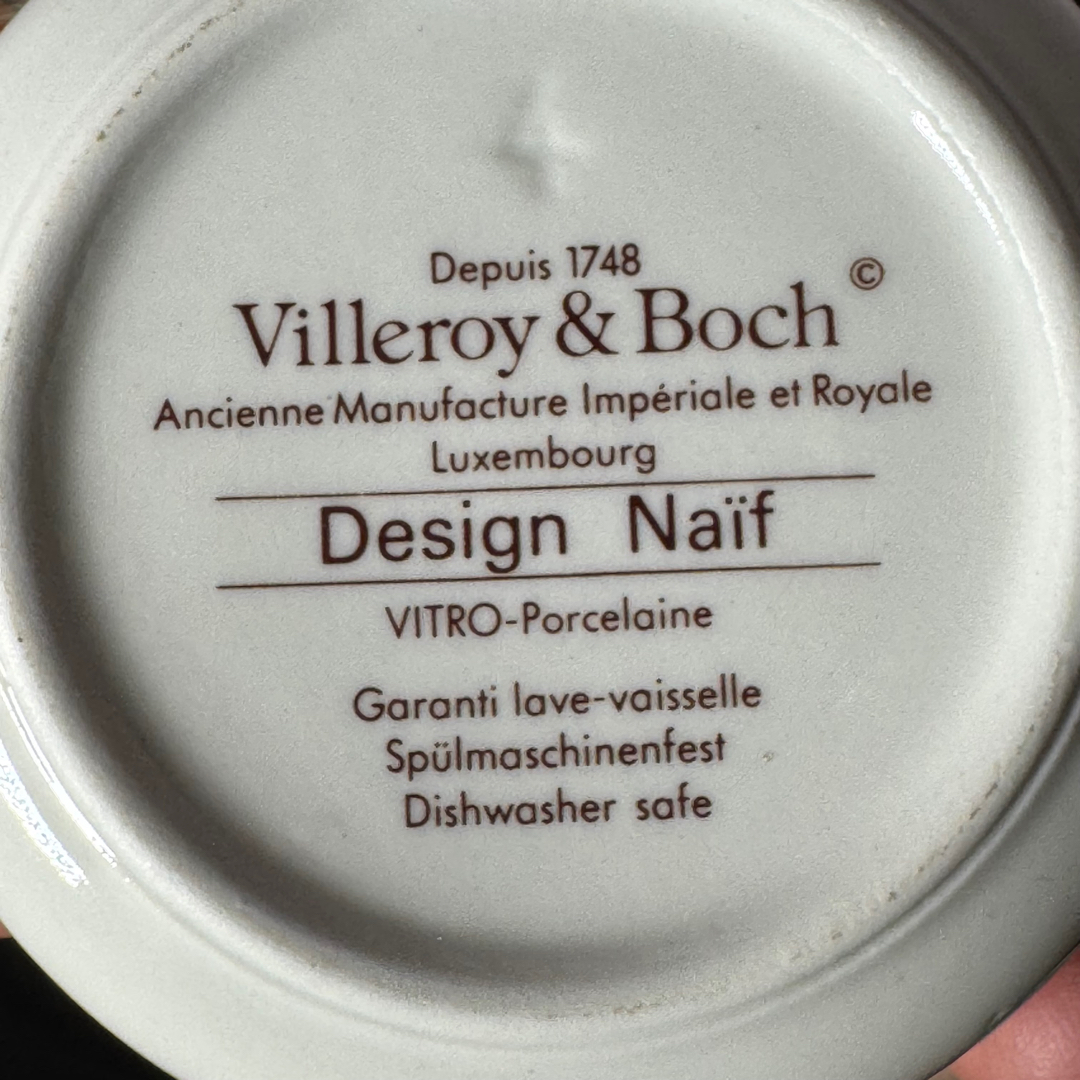 Depuis 1748
Villeroy & Boch ©
Ancienne Manufacture Impériale et Royale
Luxembourg
Design Naïf
VITRO-Porcelaine
Garanti lave-vaisselle
Spülmaschinenfest
Dishwasher safe